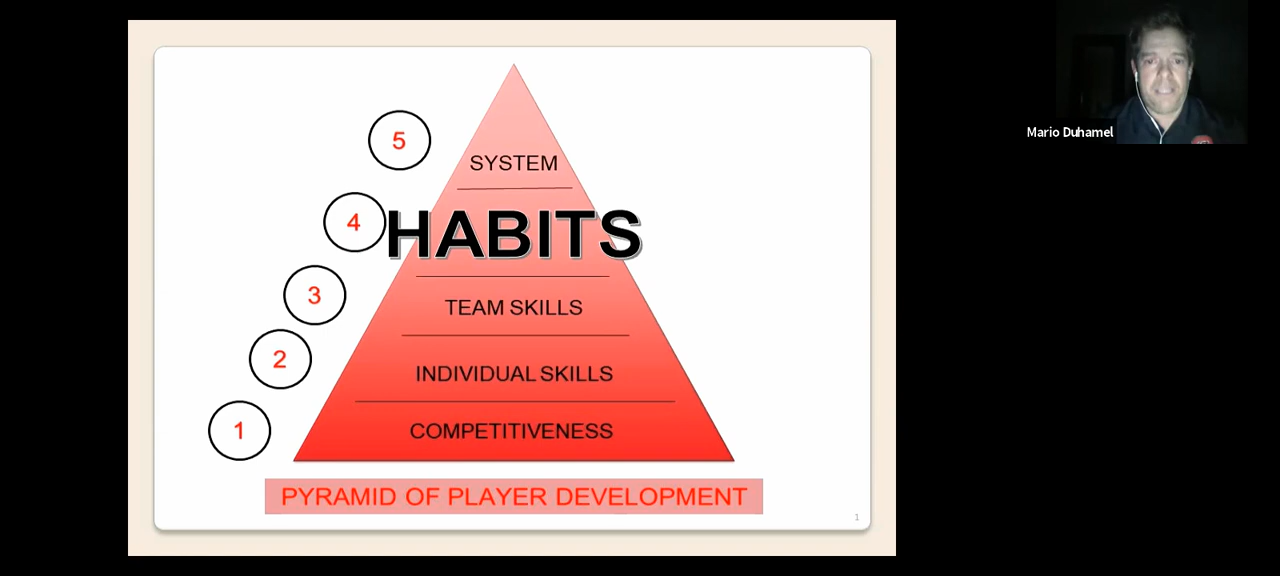 5
SYSTEM
4
HABITS
3
TEAM SKILLS
2
INDIVIDUAL SKILLS
1
COMPETITIVENESS
PYRAMID OF PLAYER DEVELOPMENT
1
Mario Duhamel